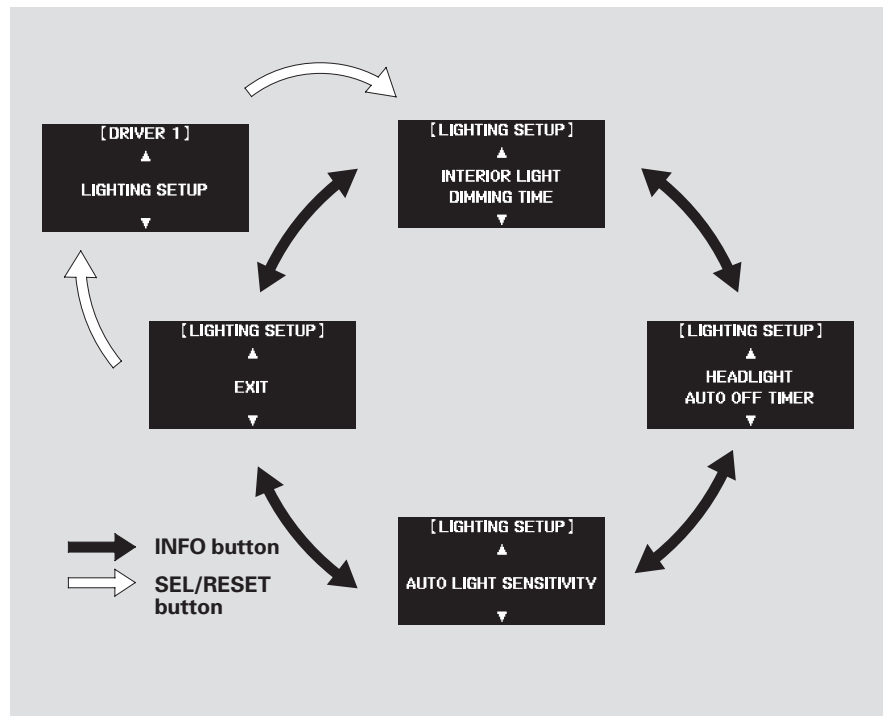 [DRIVER 1]
▲
LIGHTING SETUP
▼
[LIGHTING SETUP]
▲
INTERIOR LIGHT
DIMMING TIME
▼
[LIGHTING SETUP]
▲
EXIT
▼
[LIGHTING SETUP]
▲
HEADLIGHT
AUTO OFF TIMER
▼
[LIGHTING SETUP]
▲
AUTO LIGHT SENSITIVITY
▼
INFO button
SEL/RESET
button